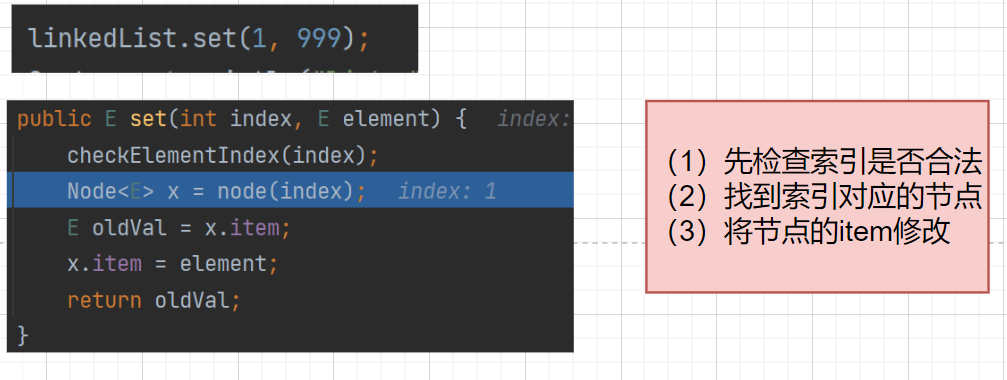 linkedList.set(1, 999);
public E set(int index, E element) { index:
checkElementIndex(index);
Node<E> x = node(index); index: 1
E oldVal = x.item;
x.item = element;
return oldVal;
}
（1）先检查索引是否合法
（2）找到索引对应的节点
（3）将节点的item修改